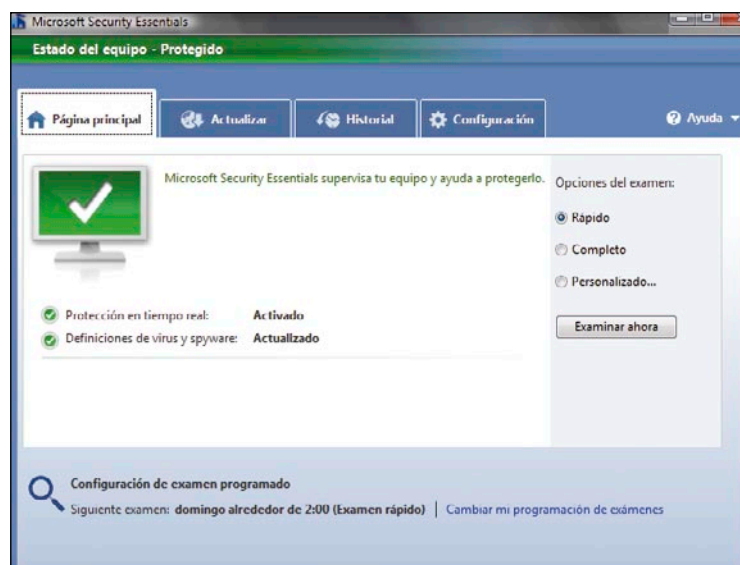 Microsoft Security Essentials
Estado del equipo - Protegido
Página principal
Actualizar
Historial
Configuración
Ayuda
Microsoft Security Essentials supervisa tu equipo y ayuda a protegerlo.
Opciones del examen:
Rápido
Completo
Personalizado...
Examinar ahora
Protección en tiempo real: Activado
Definiciones de virus y spyware: Actualizado
Configuración de examen programado
Siguiente examen: domingo alrededor de 2:00 (Examen rápido) | Cambiar mi programación de exámenes